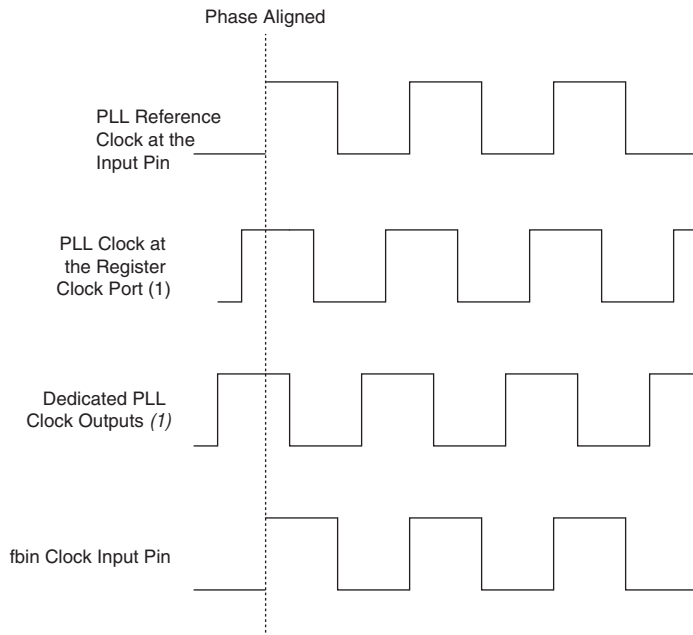 Phase Aligned
PLL Reference
Clock at the
Input Pin
PLL Clock at
the Register
Clock Port (1)
Dedicated PLL
Clock Outputs (1)
fbin Clock Input Pin